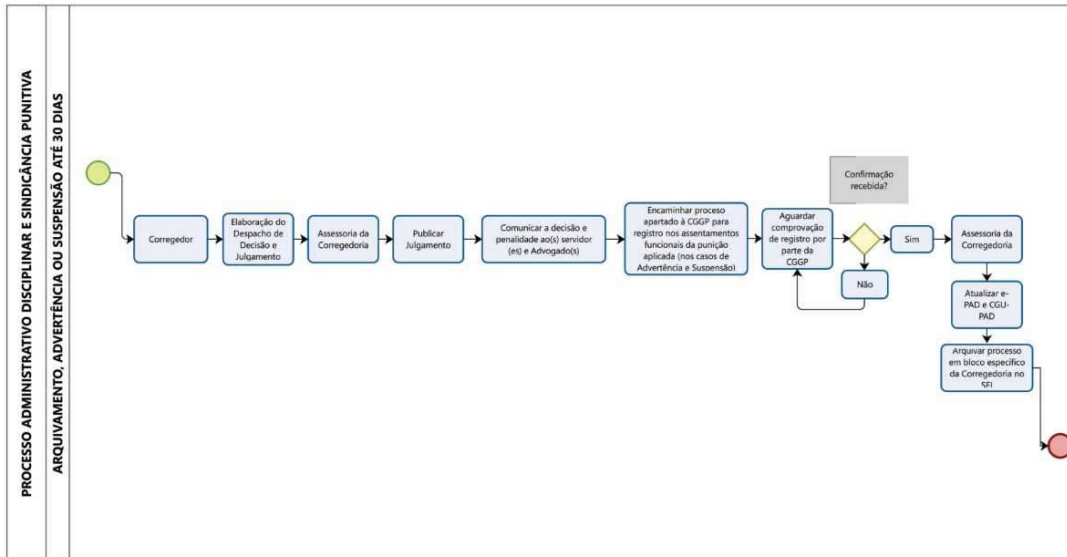 PROCESSO ADMINISTRATIVO DISCIPLINAR E SINDICÂNCIA PUNITIVA
ARQUIVAMENTO, ADVERTÊNCIA OU SUSPENSÃO ATÉ 30 DIAS
Corregedor
Elaboração do
Despacho de
Decisão e
Julgamento
Assessoria da
Corregedoria
Publicar
Julgamento
Comunicar a decisão e
penalidade ao(s) servidor
(es) e Advogado(s)
Encaminhar proceso
apartado à CGGP para
registro nos assentamentos
funcionais da punição
aplicada (nos casos de
Advertência e Suspensão)
Aguardar
comprovação
de registro por
parte da
CGGP
Confirmação
recebida?
Sim
Não
Assessoria da
Corregedoria
Atualizar e-
PAD e CGU-
PAD
Arquivar processo
em bloco específico
da Corregedoria no
SEI